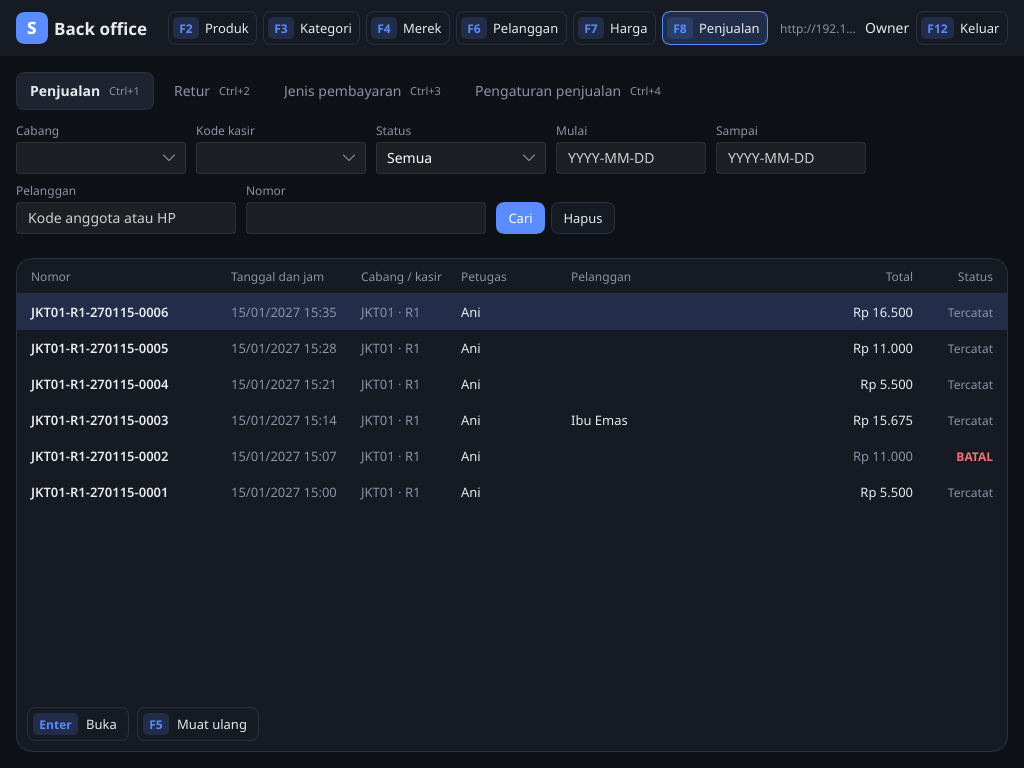 S Back office F2 Produk F3 Kategori F4 Merek F6 Pelanggan F7 Harga F8 Penjualan http://192.1... Owner F12 Keluar
Penjualan Ctrl+1 Retur Ctrl+2 Jenis pembayaran Ctrl+3 Pengaturan penjualan Ctrl+4
Cabang Kode kasir Status Mulai Sampai
Semua YYYY-MM-DD YYYY-MM-DD
Pelanggan Nomor
Kode anggota atau HP Cari Hapus
Nomor Tanggal dan jam Cabang / kasir Petugas Pelanggan Total Status
JKT01-R1-270115-0006 15/01/2027 15:35 JKT01 · R1 Ani Rp 16.500 Tercatat
JKT01-R1-270115-0005 15/01/2027 15:28 JKT01 · R1 Ani Rp 11.000 Tercatat
JKT01-R1-270115-0004 15/01/2027 15:21 JKT01 · R1 Ani Rp 5.500 Tercatat
JKT01-R1-270115-0003 15/01/2027 15:14 JKT01 · R1 Ani Ibu Emas Rp 15.675 Tercatat
JKT01-R1-270115-0002 15/01/2027 15:07 JKT01 · R1 Ani Rp 11.000 BATAL
JKT01-R1-270115-0001 15/01/2027 15:00 JKT01 · R1 Ani Rp 5.500 Tercatat
Enter Buka F5 Muat ulang